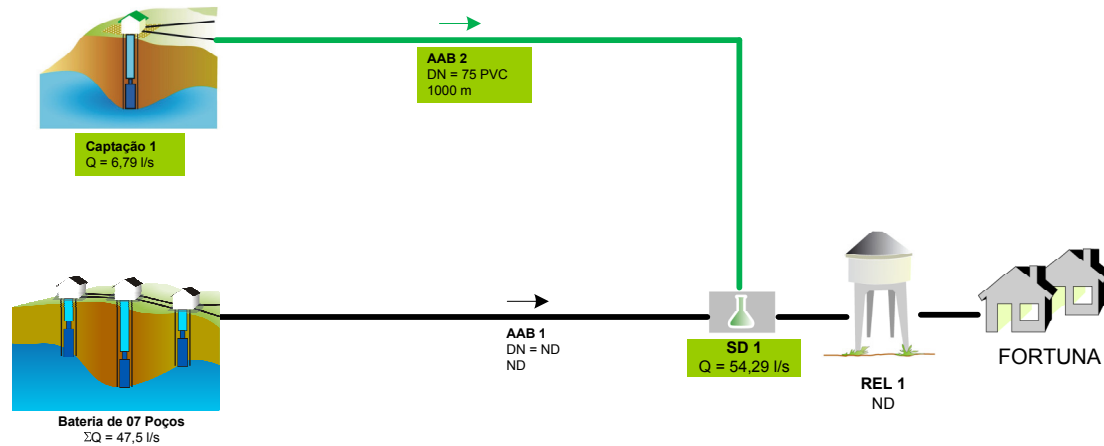 AAB 2
DN = 75 PVC
1000 m
Captação 1
Q = 6,79 l/s
AAB 1
DN = ND
ND
SD 1
Q = 54,29 l/s
REL 1
ND
FORTUNA
Bateria de 07 Poços
ΣQ = 47,5 l/s